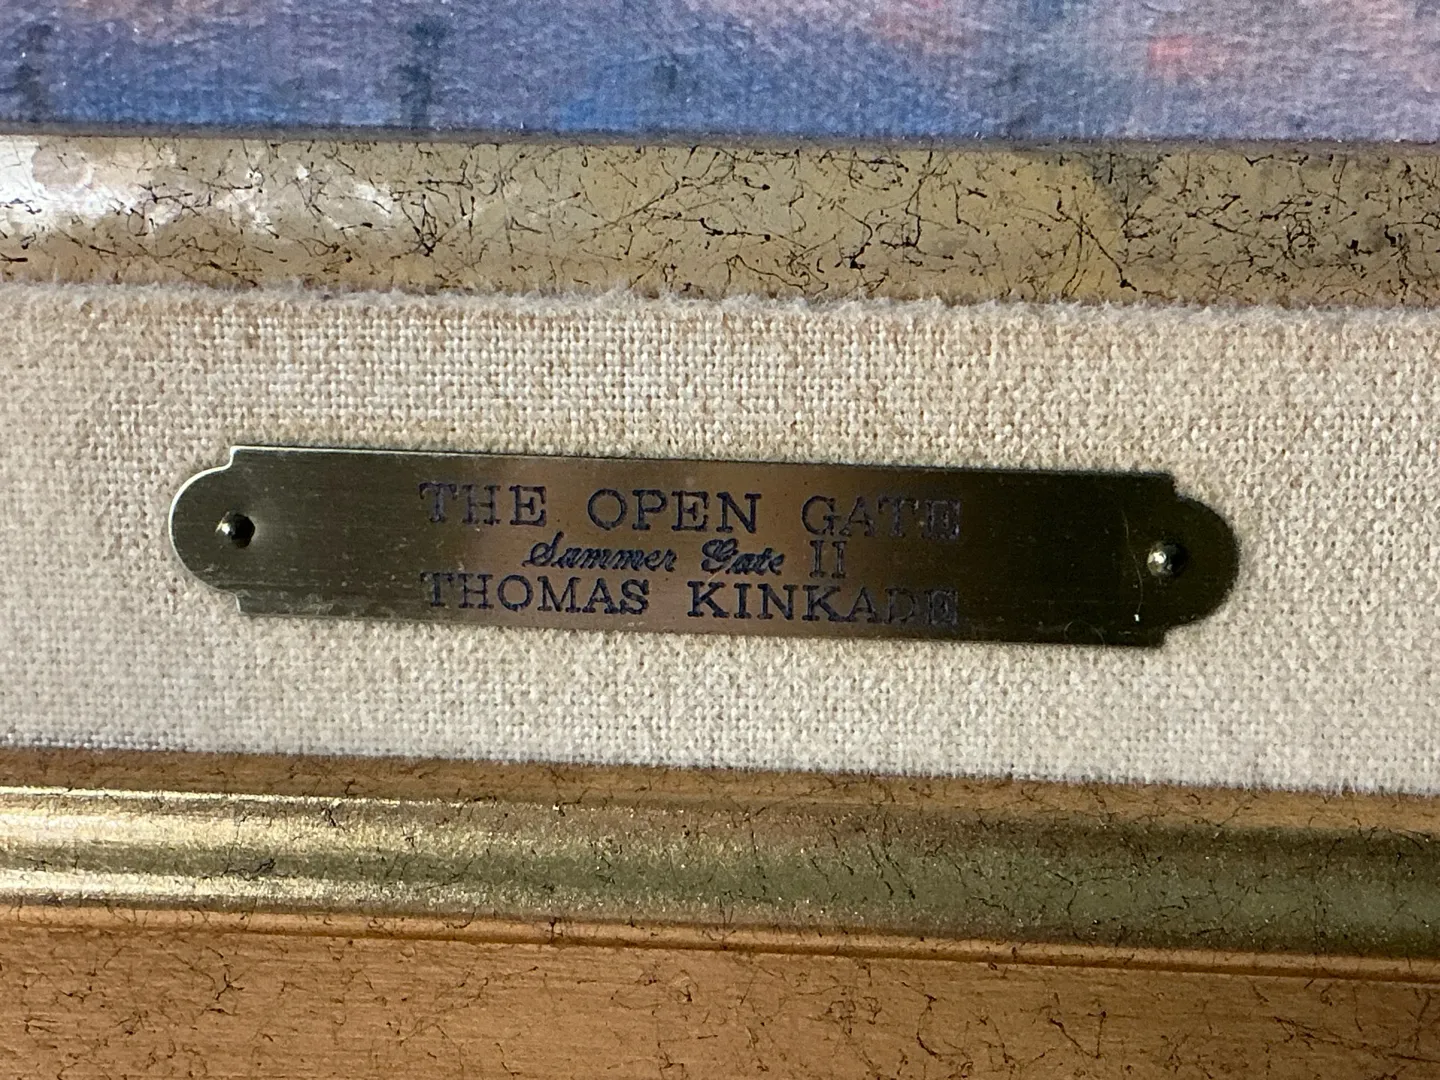 THE OPEN GATE
Summer Gate II
THOMAS KINKADE